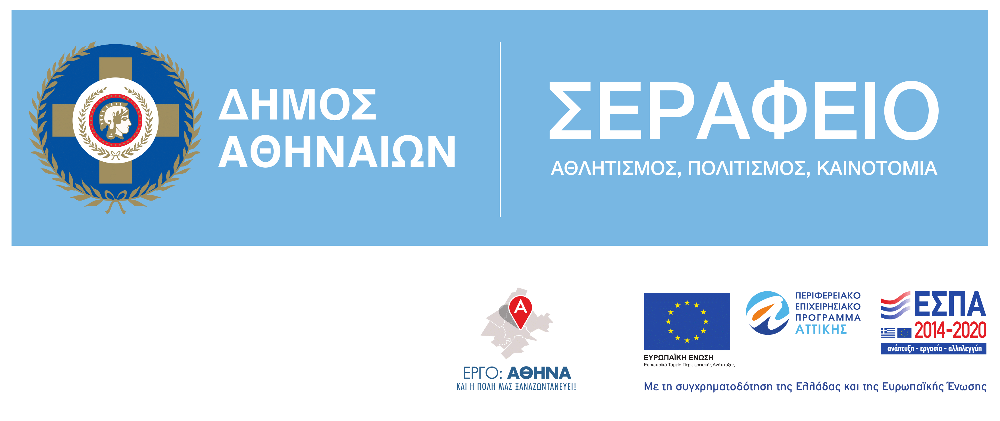 ΔΗΜΟΣ
ΑΘΗΝΑΙΩΝ
ΣΕΡΑΦΕΙΟ
ΑΘΛΗΤΙΣΜΟΣ, ΠΟΛΙΤΙΣΜΟΣ, ΚΑΙΝΟΤΟΜΙΑ
Α
ΕΡΓΟ: ΑΘΗΝΑ
ΚΑΙ Η ΠΟΛΗ ΜΑΣ ΞΑΝΑΖΩΝΤΑΝΕΥΕΙ!
ΕΥΡΩΠΑΪΚΗ ΕΝΩΣΗ
Ευρωπαϊκό Ταμείο Περιφερειακής Ανάπτυξης
ΠΕΡΙΦΕΡΕΙΑΚΟ
ΕΠΙΧΕΙΡΗΣΙΑΚΟ
ΠΡΟΓΡΑΜΜΑ
ΑΤΤΙΚΗΣ
ΕΣΠΑ
2014-2020
ανάπτυξη - εργασία - αλληλεγγύη
Με τη συγχρηματοδότηση της Ελλάδας και της Ευρωπαϊκής Ένωσης